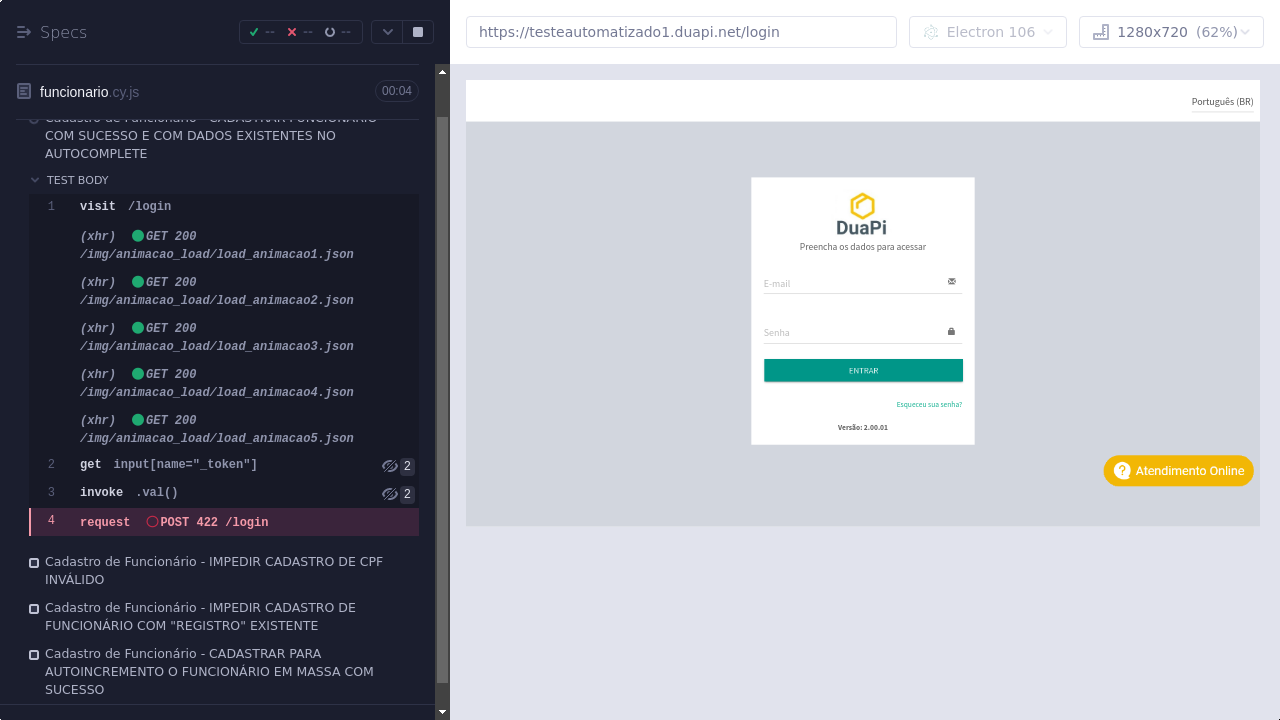 Specs
--
--
--
https://testeautomatizado1.duapi.net/login
Electron 106
1280x720 (62%)
funcionario.cy.js
00:04
Cadastro de Funcionário - CADASTRAR FUNCIONÁRIO
COM SUCESSO E COM DADOS EXISTENTES NO
AUTOCOMPLETE
TEST BODY
1 visit /login
(xhr) GET 200
/img/animacao_load/load_animacao1.json
(xhr) GET 200
/img/animacao_load/load_animacao2.json
(xhr) GET 200
/img/animacao_load/load_animacao3.json
(xhr) GET 200
/img/animacao_load/load_animacao4.json
(xhr) GET 200
/img/animacao_load/load_animacao5.json
2 get input[name="_token"] 2
3 invoke .val() 2
4 request POST 422 /login
Cadastro de Funcionário - IMPEDIR CADASTRO DE CPF
INVÁLIDO
Cadastro de Funcionário - IMPEDIR CADASTRO DE
FUNCIONÁRIO COM "REGISTRO" EXISTENTE
Cadastro de Funcionário - CADASTRAR PARA
AUTOINCREMENTO O FUNCIONÁRIO EM MASSA COM
SUCESSO
Português (BR)
DuaPi
Preencha os dados para acessar
E-mail
Senha
ENTRAR
Esqueceu sua senha?
Versão: 2.00.01
Atendimento Online